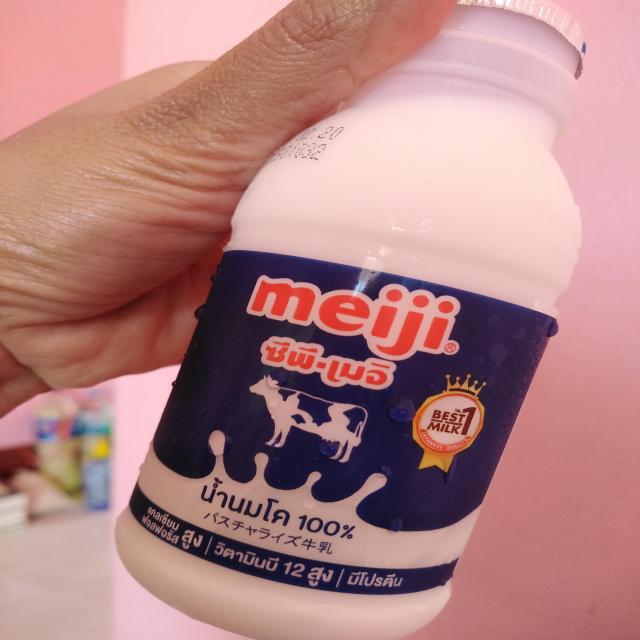 meiji®
ซีพี-เมจิ
BEST
MILK 1
น้ำนมโค 100%
パスチャライズ牛乳
แคลเซียม
ฟอสฟอรัส สูง | วิตามินบี 12 สูง | มีโปรตีน